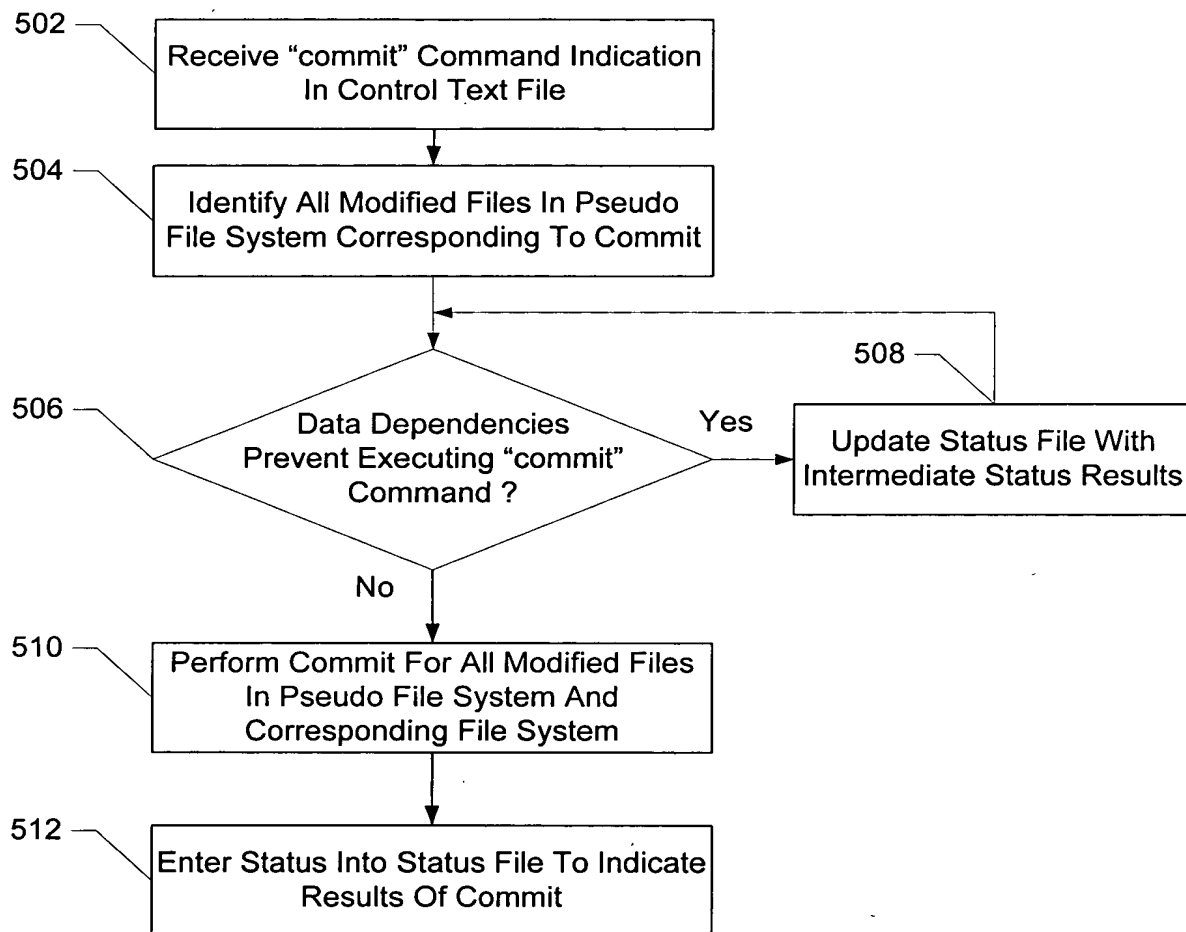 502
Receive “commit” Command Indication
In Control Text File
504
Identify All Modified Files In Pseudo
File System Corresponding To Commit
506
Data Dependencies
Prevent Executing “commit”
Command ?
Yes
508
Update Status File With
Intermediate Status Results
No
510
Perform Commit For All Modified Files
In Pseudo File System And
Corresponding File System
512
Enter Status Into Status File To Indicate
Results Of Commit